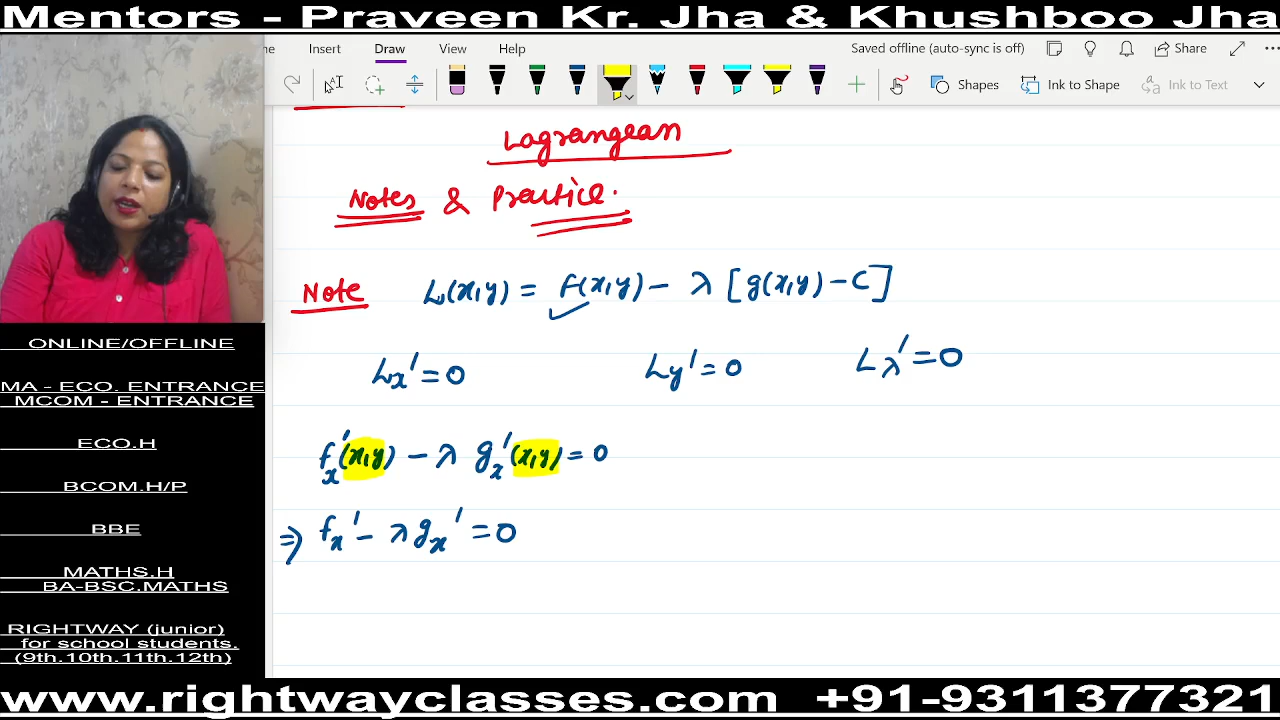 Mentors - Praveen Kr. Jha & Khushboo Jha
Insert Draw View Help
Saved offline (auto-sync is off) Share
Shapes Ink to Shape Ink to Text
Lagrangean
Notes & Practice.
Note L(x,y) = f(x,y) - λ [g(x,y) - C]
Lx' = 0 Ly' = 0 Lλ' = 0
fx'(x,y) - λ gx'(x,y) = 0
⇒ fx' - λgx' = 0
ONLINE/OFFLINE
MA - ECO. ENTRANCE
MCOM - ENTRANCE
ECO.H
BCOM.H/P
BBE
MATHS.H
BA-BSC.MATHS
RIGHTWAY (junior)
for school students.
(9th.10th.11th.12th)
www.rightwayclasses.com +91-9311377321